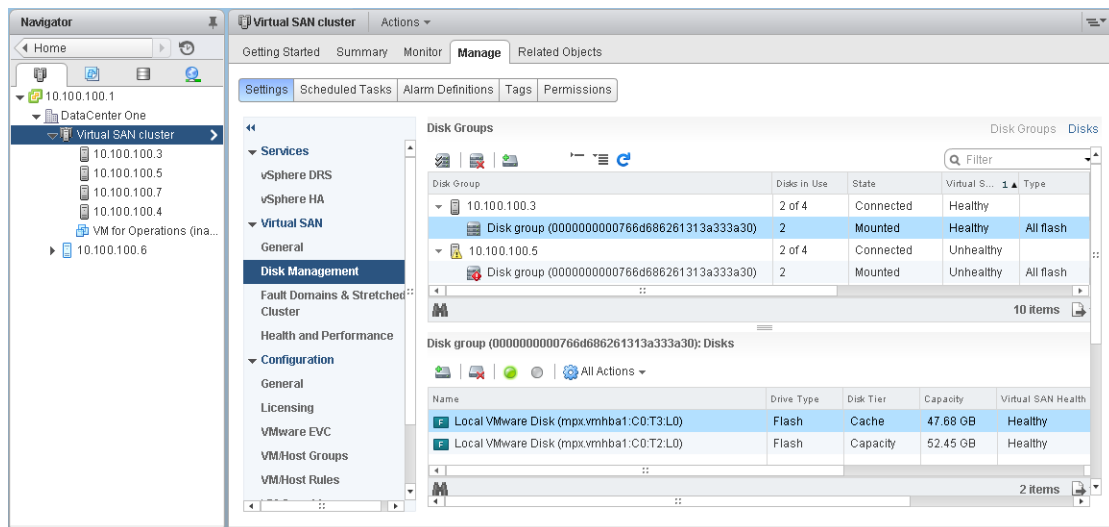 Navigator
Home
10.100.100.1
DataCenter One
Virtual SAN cluster
10.100.100.3
10.100.100.5
10.100.100.7
10.100.100.4
VM for Operations (ina...
10.100.100.6
Virtual SAN cluster Actions
Getting Started Summary Monitor Manage Related Objects
Settings Scheduled Tasks Alarm Definitions Tags Permissions
Services
vSphere DRS
vSphere HA
Virtual SAN
General
Disk Management
Fault Domains & Stretched
Cluster
Health and Performance
Configuration
General
Licensing
VMware EVC
VM/Host Groups
VM/Host Rules
Disk Groups Disk Groups Disks
Filter
Disk Group Disks in Use State Virtual S... 1 Type
10.100.100.3 2 of 4 Connected Healthy
Disk group (0000000000766d686261313a333a30) 2 Mounted Healthy All flash
10.100.100.5 2 of 4 Connected Unhealthy
Disk group (0000000000766d686261313a333a30) 2 Mounted Unhealthy All flash
10 items
Disk group (0000000000766d686261313a333a30): Disks
All Actions
Name Drive Type Disk Tier Capacity Virtual SAN Health
F Local VMware Disk (mpx.vmhba1:C0:T3:L0) Flash Cache 47.68 GB Healthy
F Local VMware Disk (mpx.vmhba1:C0:T2:L0) Flash Capacity 52.45 GB Healthy
2 items